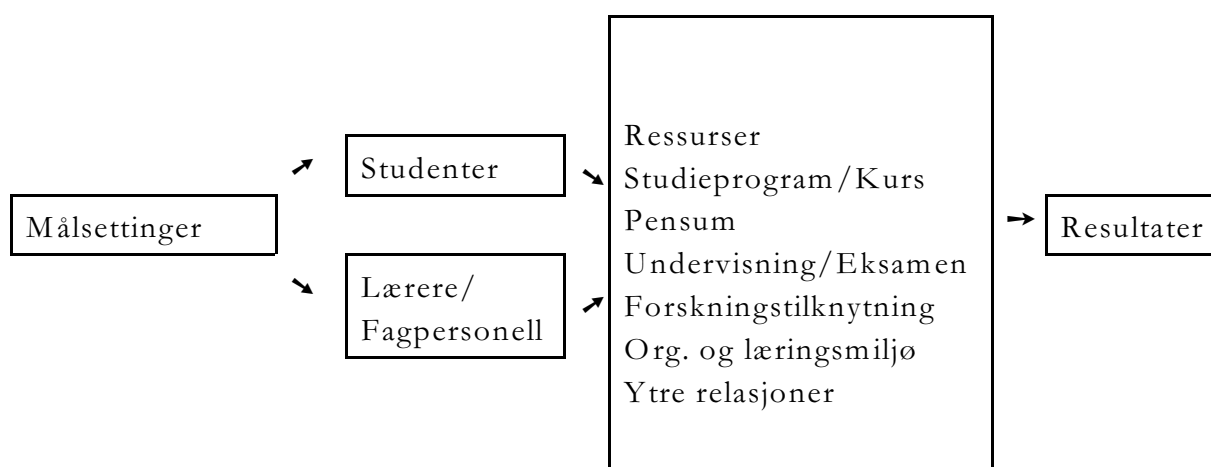 Målsettinger
Studenter
Lærere/
Fagpersonell
Ressurser
Studieprogram/Kurs
Pensum
Undervisning/Eksamen
Forskningstilknytning
Org. og læringsmiljø
Ytre relasjoner
Resultater